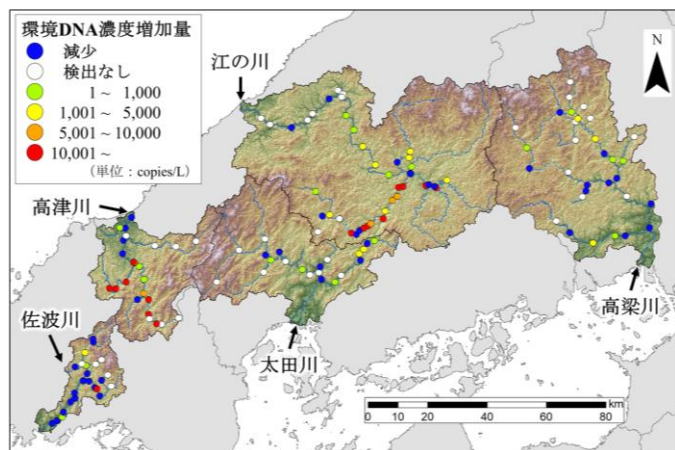 環境DNA濃度増加量
減少
検出なし
1～ 1,000
1,001～ 5,000
5,001～ 10,000
10,001～
（単位：copies/L）
江の川
N
高津川
佐波川
太田川
高梁川
km
0 10 20 40 60 80